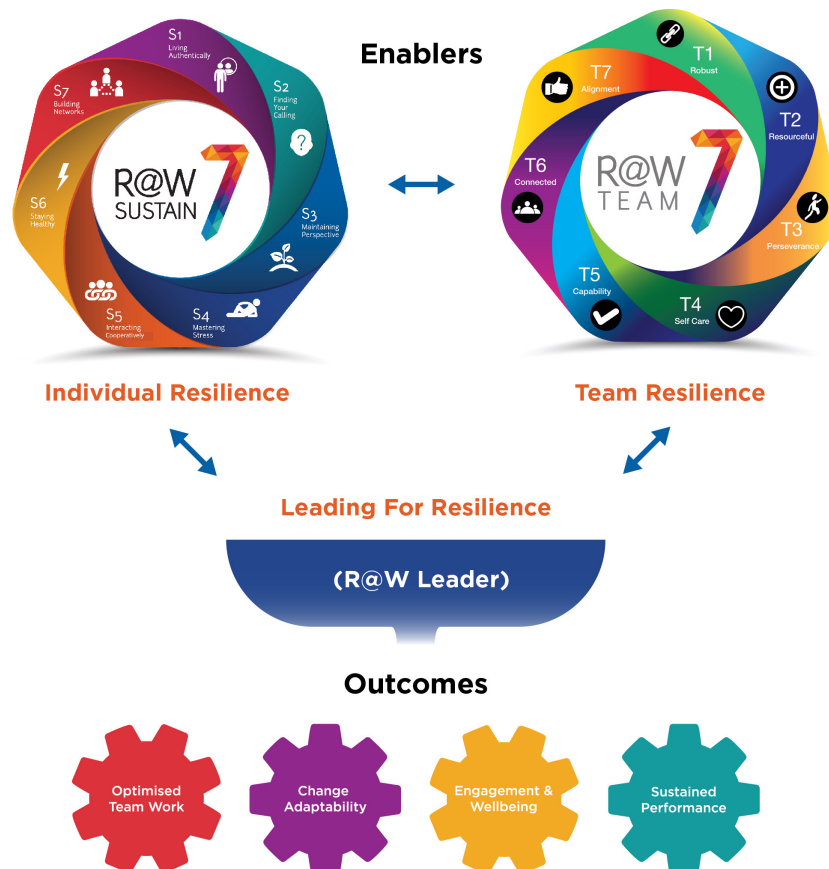 Enablers
S1
Living
Authentically
S2
Finding
Your
Calling
S3
Maintaining
Perspective
S4
Mastering
Stress
S5
Interacting
Cooperatively
S6
Staying
Healthy
S7
Building
Networks
R@W
SUSTAIN
7
T1
Robust
T2
Resourceful
T3
Perseverance
T4
Self Care
T5
Capability
T6
Connected
T7
Alignment
R@W
TEAM
7
?
Individual Resilience
Team Resilience
Leading For Resilience
(R@W Leader)
Outcomes
Optimised
Team Work
Change
Adaptability
Engagement &
Wellbeing
Sustained
Performance